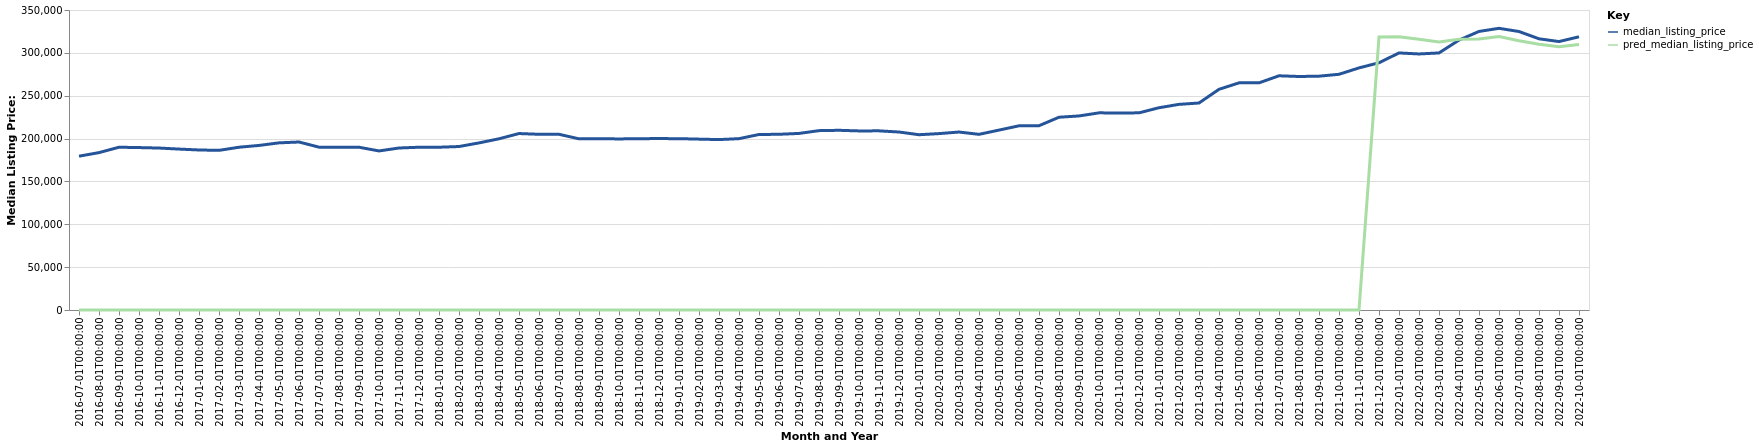 350,000
300,000
250,000
200,000
150,000
100,000
50,000
0
Median Listing Price:
2016-07-01T00:00:00
2016-08-01T00:00:00
2016-09-01T00:00:00
2016-10-01T00:00:00
2016-11-01T00:00:00
2016-12-01T00:00:00
2017-01-01T00:00:00
2017-02-01T00:00:00
2017-03-01T00:00:00
2017-04-01T00:00:00
2017-05-01T00:00:00
2017-06-01T00:00:00
2017-07-01T00:00:00
2017-08-01T00:00:00
2017-09-01T00:00:00
2017-10-01T00:00:00
2017-11-01T00:00:00
2017-12-01T00:00:00
2018-01-01T00:00:00
2018-02-01T00:00:00
2018-03-01T00:00:00
2018-04-01T00:00:00
2018-05-01T00:00:00
2018-06-01T00:00:00
2018-07-01T00:00:00
2018-08-01T00:00:00
2018-09-01T00:00:00
2018-10-01T00:00:00
2018-11-01T00:00:00
2018-12-01T00:00:00
2019-01-01T00:00:00
2019-02-01T00:00:00
2019-03-01T00:00:00
2019-04-01T00:00:00
2019-05-01T00:00:00
2019-06-01T00:00:00
2019-07-01T00:00:00
2019-08-01T00:00:00
2019-09-01T00:00:00
2019-10-01T00:00:00
2019-11-01T00:00:00
2019-12-01T00:00:00
2020-01-01T00:00:00
2020-02-01T00:00:00
2020-03-01T00:00:00
2020-04-01T00:00:00
2020-05-01T00:00:00
2020-06-01T00:00:00
2020-07-01T00:00:00
2020-08-01T00:00:00
2020-09-01T00:00:00
2020-10-01T00:00:00
2020-11-01T00:00:00
2020-12-01T00:00:00
2021-01-01T00:00:00
2021-02-01T00:00:00
2021-03-01T00:00:00
2021-04-01T00:00:00
2021-05-01T00:00:00
2021-06-01T00:00:00
2021-07-01T00:00:00
2021-08-01T00:00:00
2021-09-01T00:00:00
2021-10-01T00:00:00
2021-11-01T00:00:00
2021-12-01T00:00:00
2022-01-01T00:00:00
2022-02-01T00:00:00
2022-03-01T00:00:00
2022-04-01T00:00:00
2022-05-01T00:00:00
2022-06-01T00:00:00
2022-07-01T00:00:00
2022-08-01T00:00:00
2022-09-01T00:00:00
2022-10-01T00:00:00
Month and Year
Key
median_listing_price
pred_median_listing_price